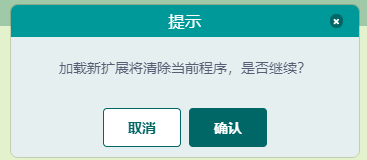 提示
加载新扩展将清除当前程序，是否继续？
取消
确认